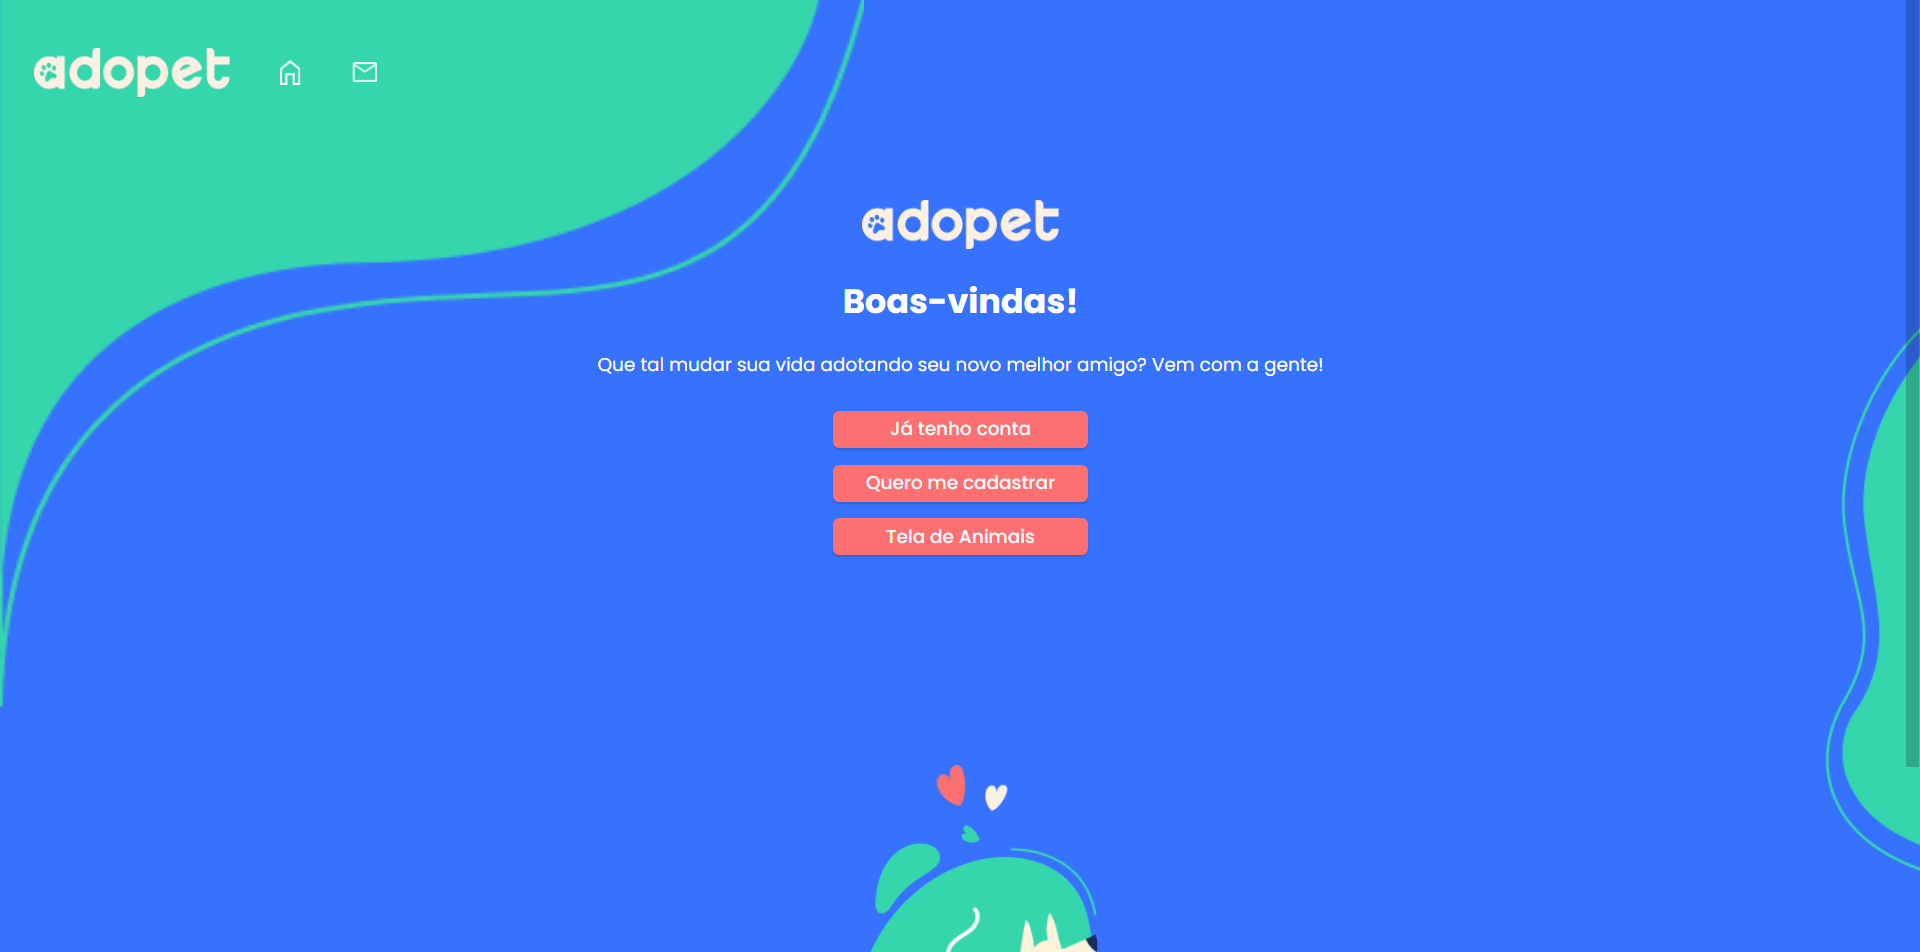 adopet
adopet
Boas-vindas!
Que tal mudar sua vida adotando seu novo melhor amigo? Vem com a gente!
Já tenho conta
Quero me cadastrar
Tela de Animais